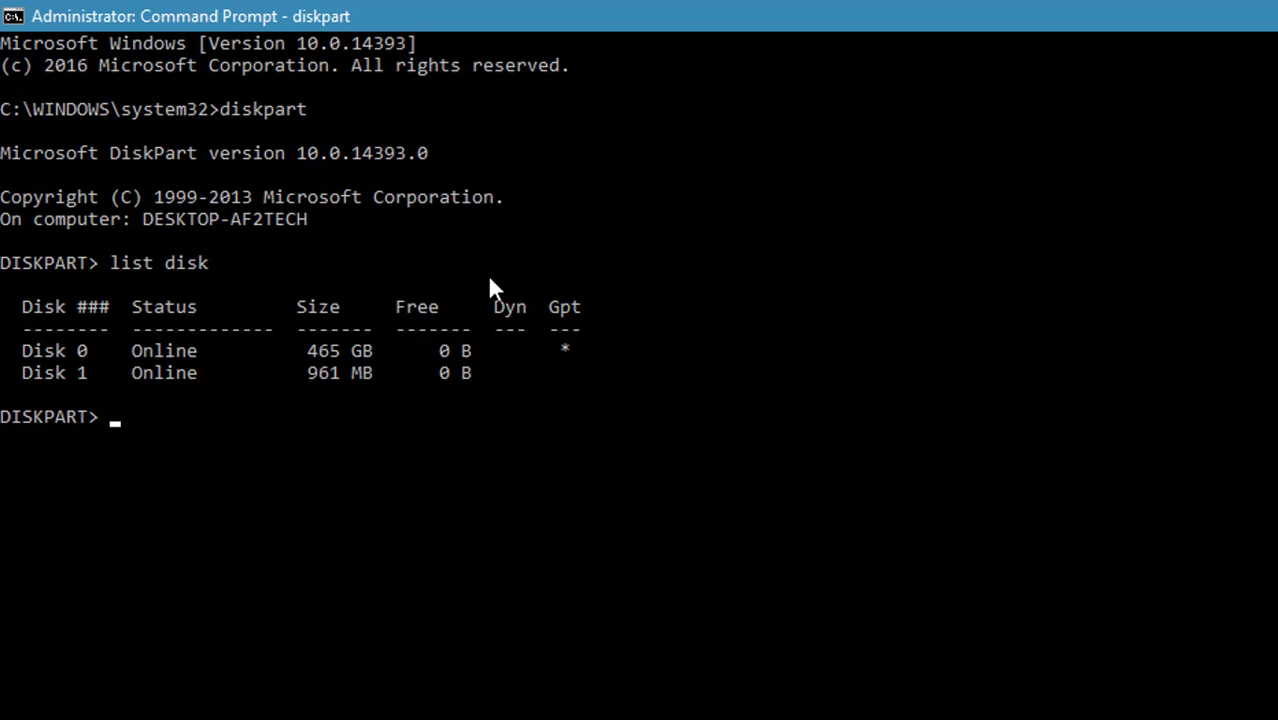 Administrator: Command Prompt - diskpart
Microsoft Windows [Version 10.0.14393]
(c) 2016 Microsoft Corporation. All rights reserved.
C:\WINDOWS\system32>diskpart
Microsoft DiskPart version 10.0.14393.0
Copyright (C) 1999-2013 Microsoft Corporation.
On computer: DESKTOP-AF2TECH
DISKPART> list disk
  Disk ###  Status         Size     Free     Dyn  Gpt
  --------  -------------  -------  -------  ---  ---
  Disk 0    Online          465 GB      0 B        *
  Disk 1    Online          961 MB      0 B
DISKPART> _